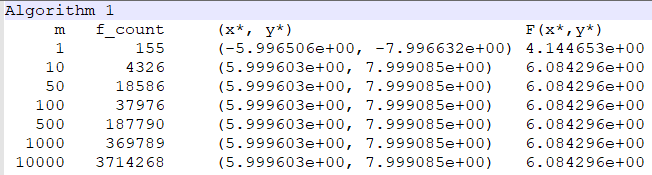 Algorithm 1
m f_count (x*, y*) F(x*,y*)
1 155 (-5.996506e+00, -7.996632e+00) 4.144653e+00
10 4326 (5.999603e+00, 7.999085e+00) 6.084296e+00
50 18586 (5.999603e+00, 7.999085e+00) 6.084296e+00
100 37976 (5.999603e+00, 7.999085e+00) 6.084296e+00
500 187790 (5.999603e+00, 7.999085e+00) 6.084296e+00
1000 369789 (5.999603e+00, 7.999085e+00) 6.084296e+00
10000 3714268 (5.999603e+00, 7.999085e+00) 6.084296e+00